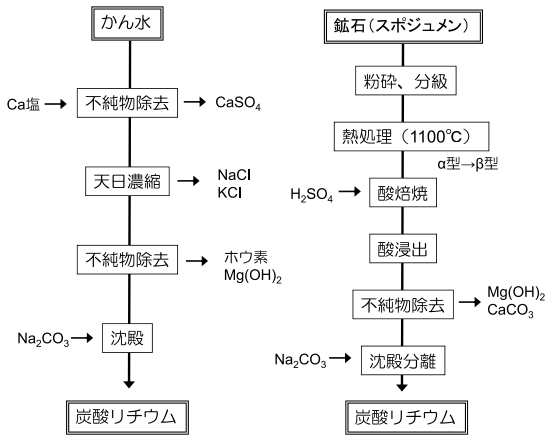 かん水
Ca塩
不純物除去
CaSO₄
天日濃縮
NaCl
KCl
不純物除去
ホウ素
Mg(OH)₂
Na₂CO₃
沈殿
炭酸リチウム
鉱石(スポジュメン)
粉砕、分級
熱処理(1100℃)
α型→β型
H₂SO₄
酸焙焼
酸浸出
不純物除去
Mg(OH)₂
CaCO₃
Na₂CO₃
沈殿分離
炭酸リチウム